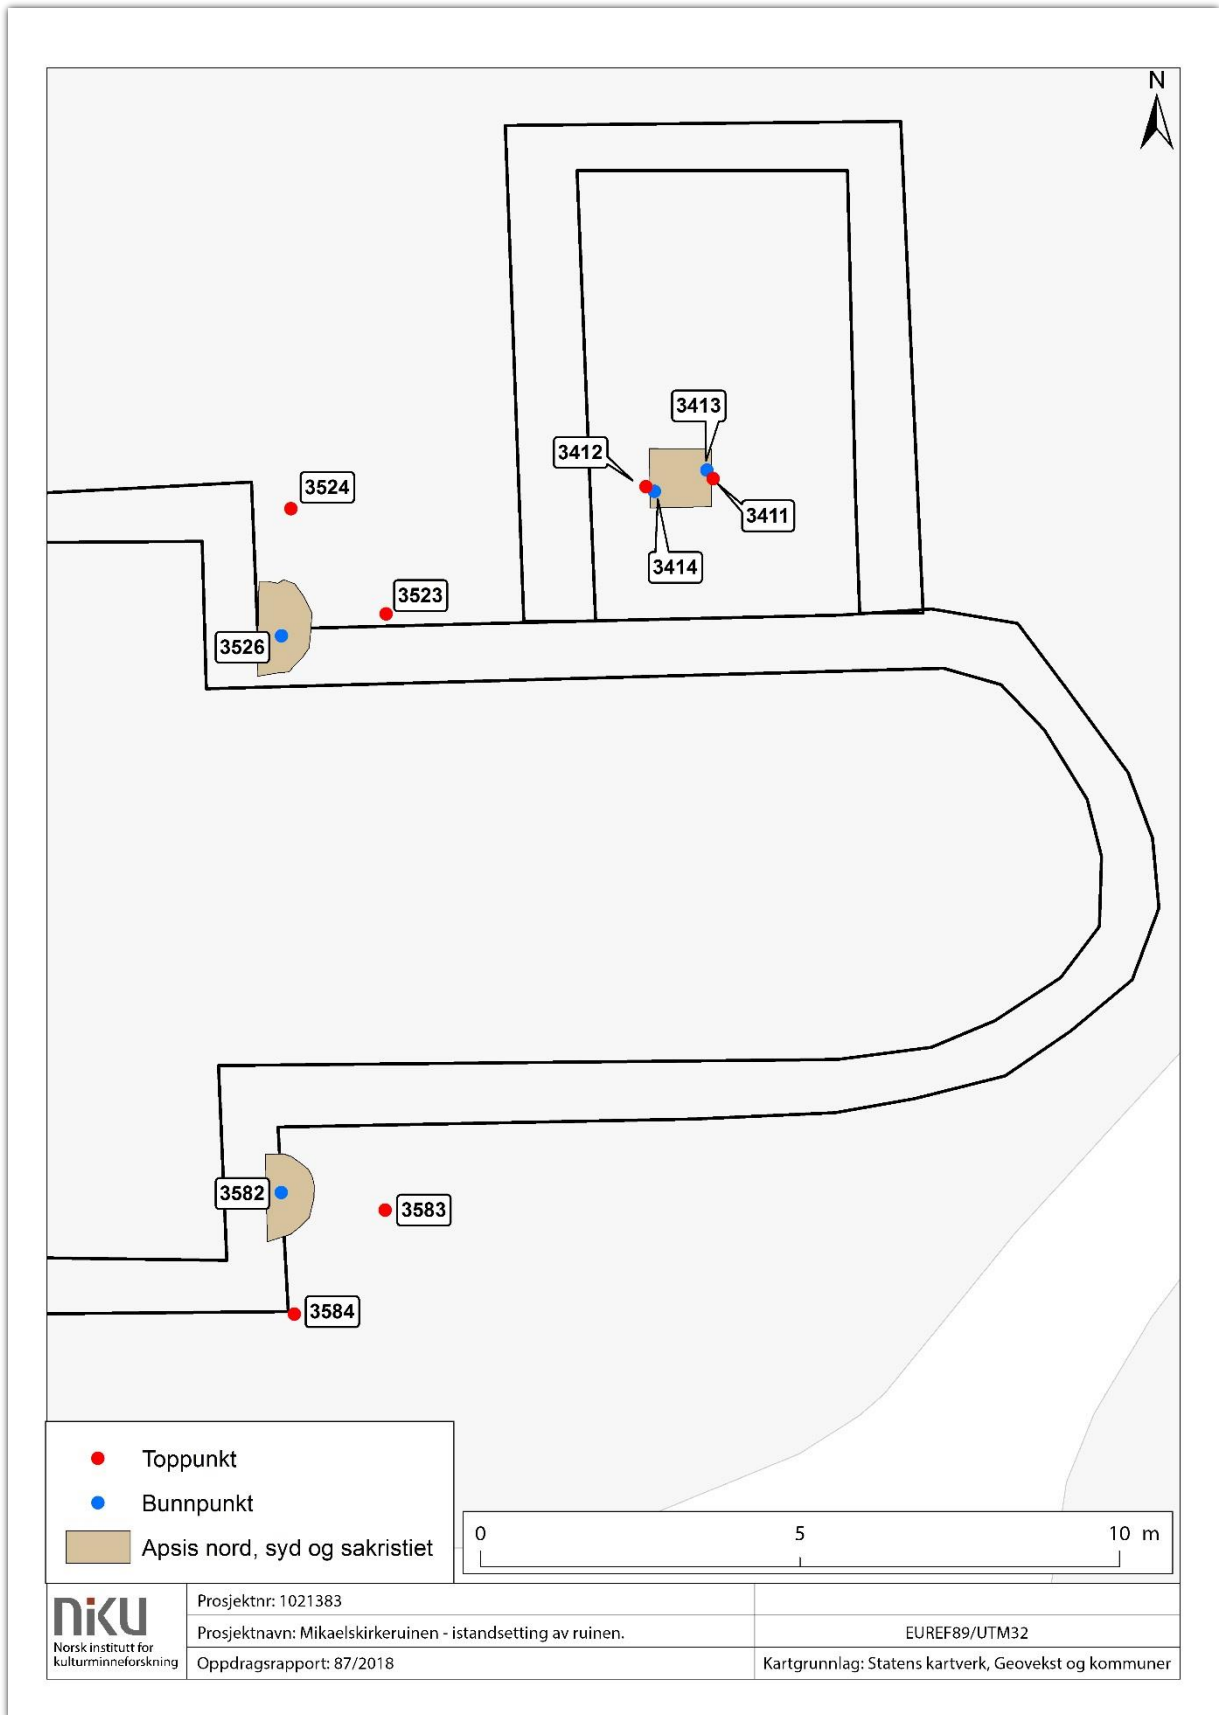 N
3413
3412
3524
3411
3414
3523
3526
3582
3583
3584
Toppunkt
Bunnpunkt
Apsis nord, syd og sakristiet
0 5 10 m
niku
Norsk institutt for
kulturminneforskning
Prosjektnr: 1021383
Prosjektnavn: Mikaelskirkeruinen - istandsetting av ruinen.
EUREF89/UTM32
Oppdragsrapport: 87/2018
Kartgrunnlag: Statens kartverk, Geovekst og kommuner